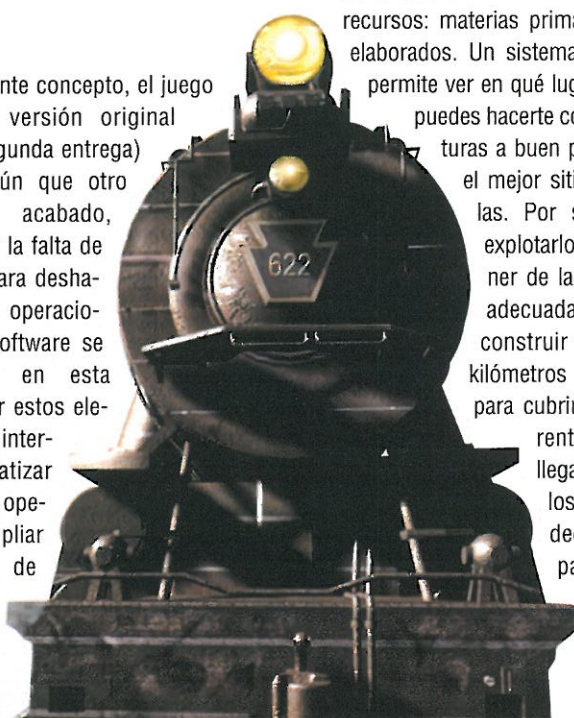 nte concepto, el juego
versión original
gunda entrega)
ún que otro
acabado,
la falta de
ara desha-
operacio-
oftware se
en esta
r estos ele-
inter-
atizar
ope-
pliar
de
622
recursos: materias prima
elaborados. Un sistema
permite ver en qué lug
puedes hacerte co
turas a buen p
el mejor siti
las. Por s
explotarlo
ner de la
adecuada
construir
kilómetros
para cubrir
rent
llega
los
dec
pa